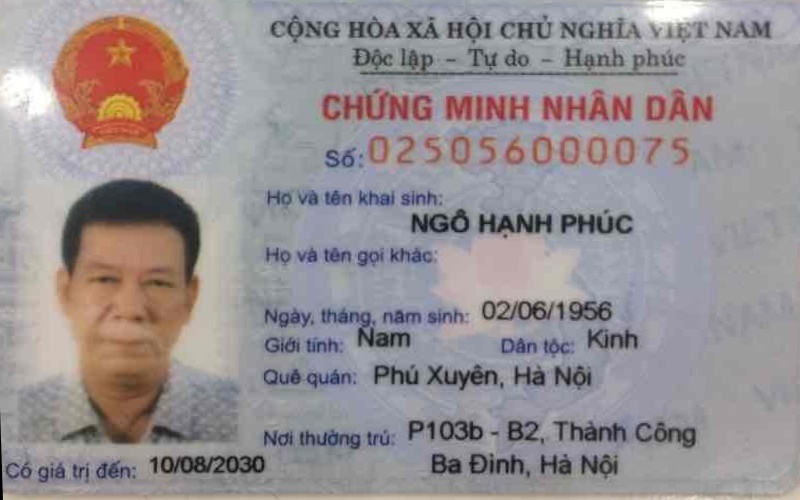 CỘNG HÒA XÃ HỘI CHỦ NGHĨA VIỆT NAM
Độc lập - Tự do - Hạnh phúc
CHỨNG MINH NHÂN DÂN
Số: 025056000075
Họ và tên khai sinh:
NGÔ HẠNH PHÚC
Họ và tên gọi khác:
Ngày, tháng, năm sinh: 02/06/1956
Giới tính: Nam Dân tộc: Kinh
Quê quán: Phú Xuyên, Hà Nội
Nơi thường trú: P103b - B2, Thành Công
Ba Đình, Hà Nội
Có giá trị đến: 10/08/2030